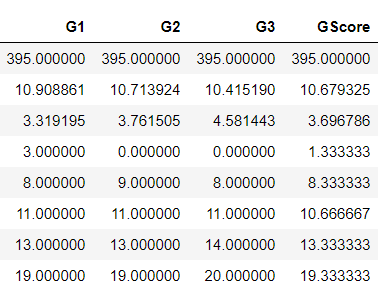 G1 G2 G3 GScore
395.000000 395.000000 395.000000 395.000000
10.908861 10.713924 10.415190 10.679325
3.319195 3.761505 4.581443 3.696786
3.000000 0.000000 0.000000 1.333333
8.000000 9.000000 8.000000 8.333333
11.000000 11.000000 11.000000 10.666667
13.000000 13.000000 14.000000 13.333333
19.000000 19.000000 20.000000 19.333333